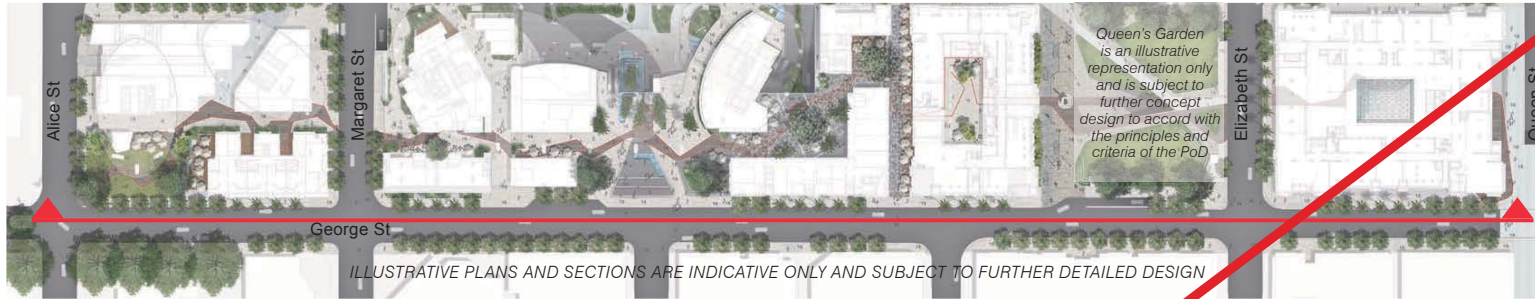 Alice St
Margaret St
George St
Queen's Garden
is an illustrative
representation only
and is subject to
further concept
design to accord with
the principles and
criteria of the PoD
Elizabeth St
ILLUSTRATIVE PLANS AND SECTIONS ARE INDICATIVE ONLY AND SUBJECT TO FURTHER DETAILED DESIGN